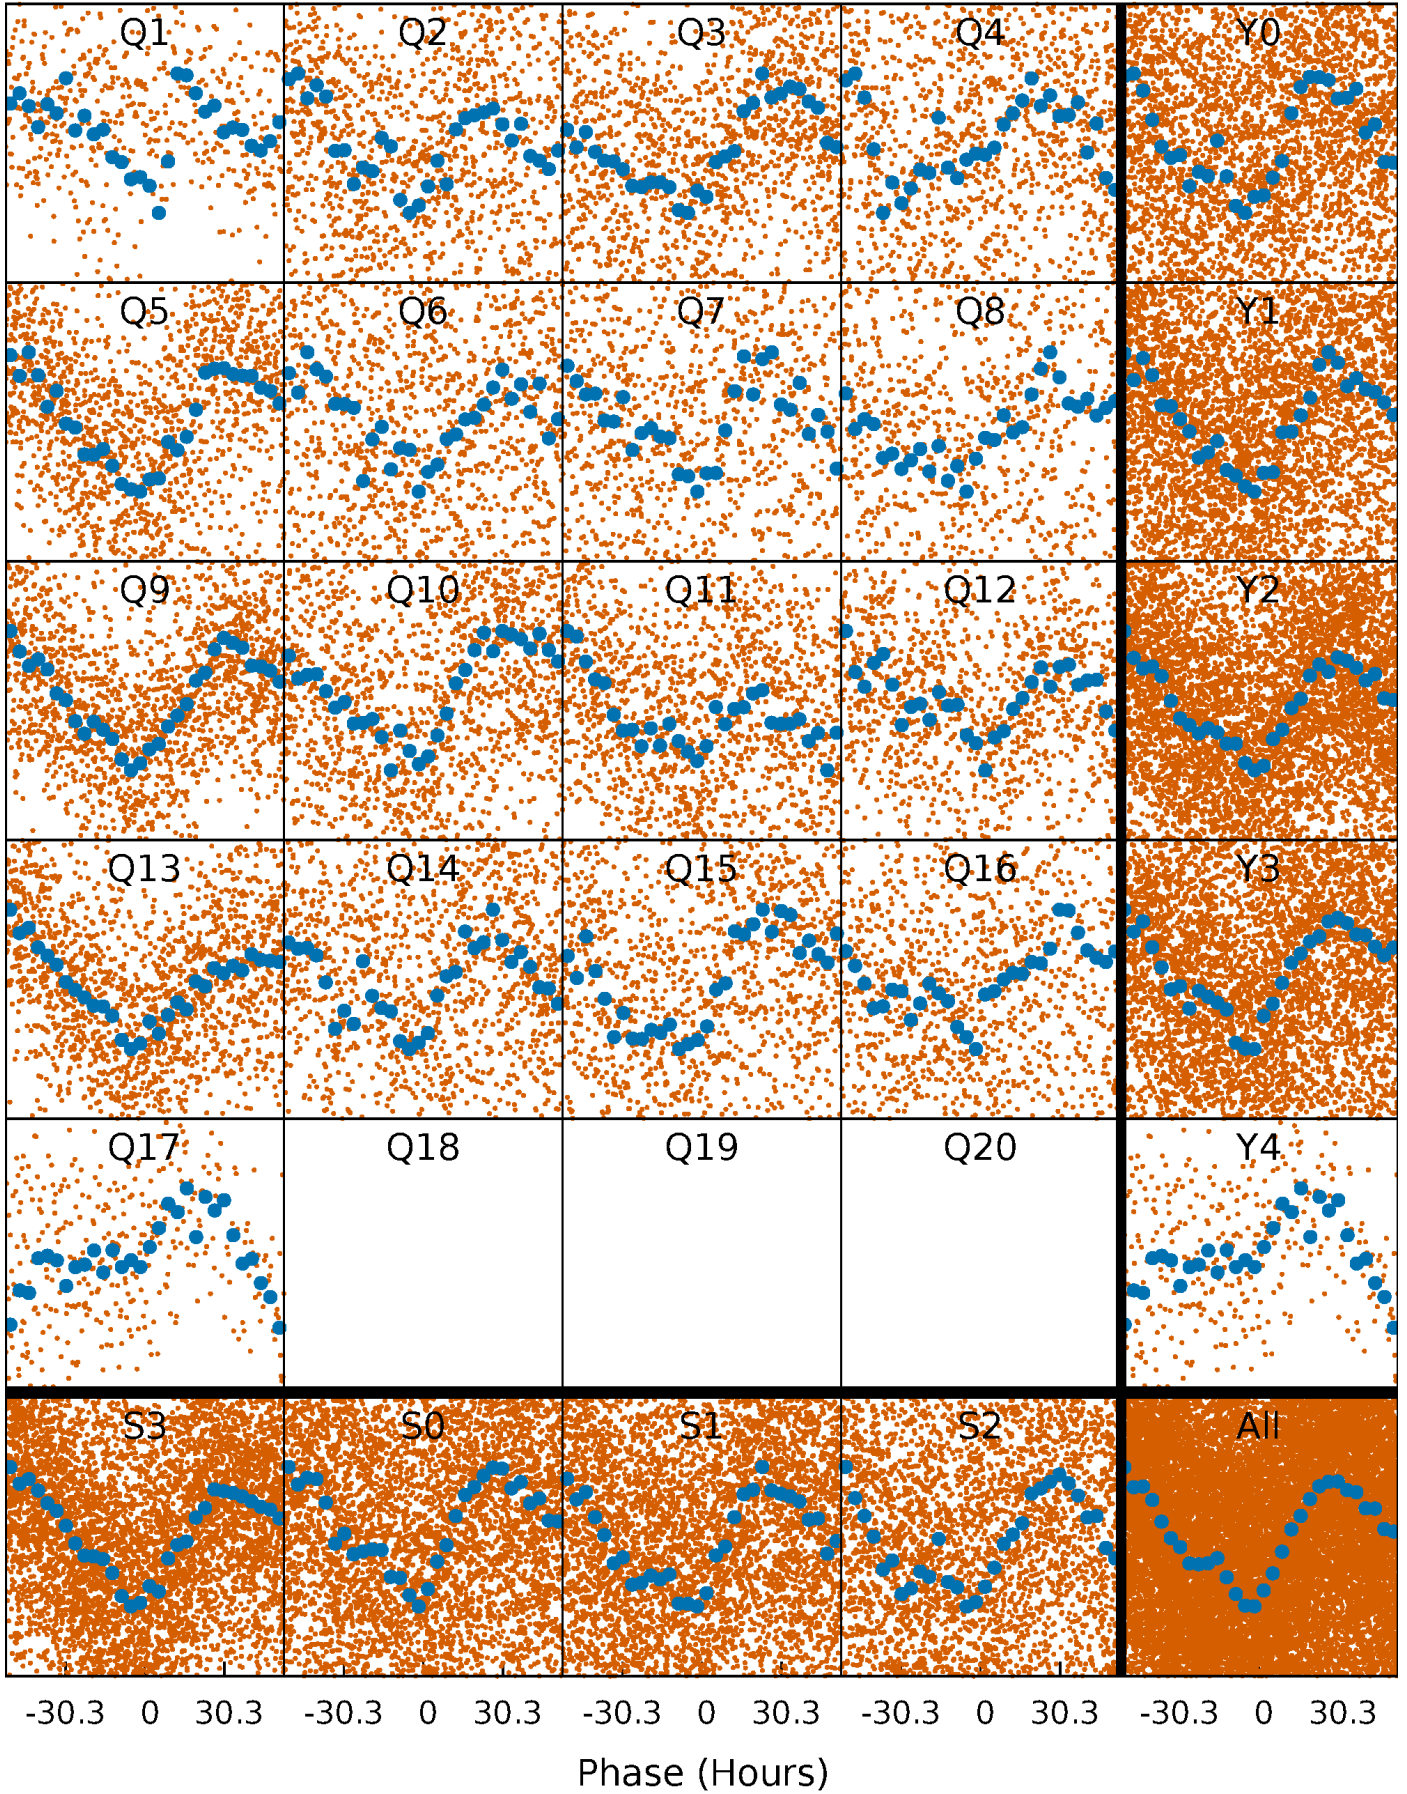 Q1 Q2 Q3 Q4 Y0
Q5 Q6 Q7 Q8 Y1
Q9 Q10 Q11 Q12 Y2
Q13 Q14 Q15 Q16 Y3
Q17 Q18 Q19 Q20 Y4
S3 S0 S1 S2 All
-30.3 0 30.3 -30.3 0 30.3 -30.3 0 30.3 -30.3 0 30.3 -30.3 0 30.3
Phase (Hours)